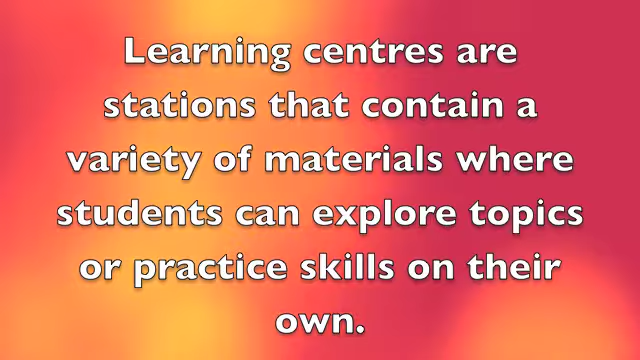 Learning centres are
stations that contain a
variety of materials where
students can explore topics
or practice skills on their
own.